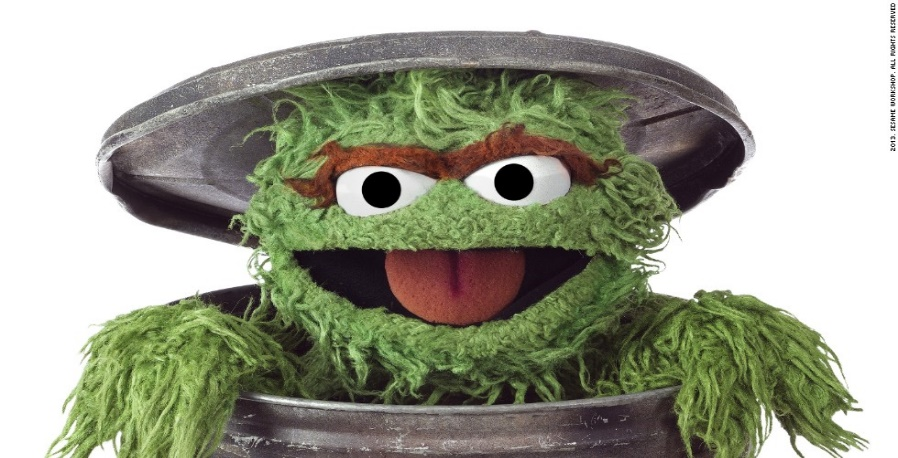 2013. SESAME WORKSHOP. ALL RIGHTS RESERVED